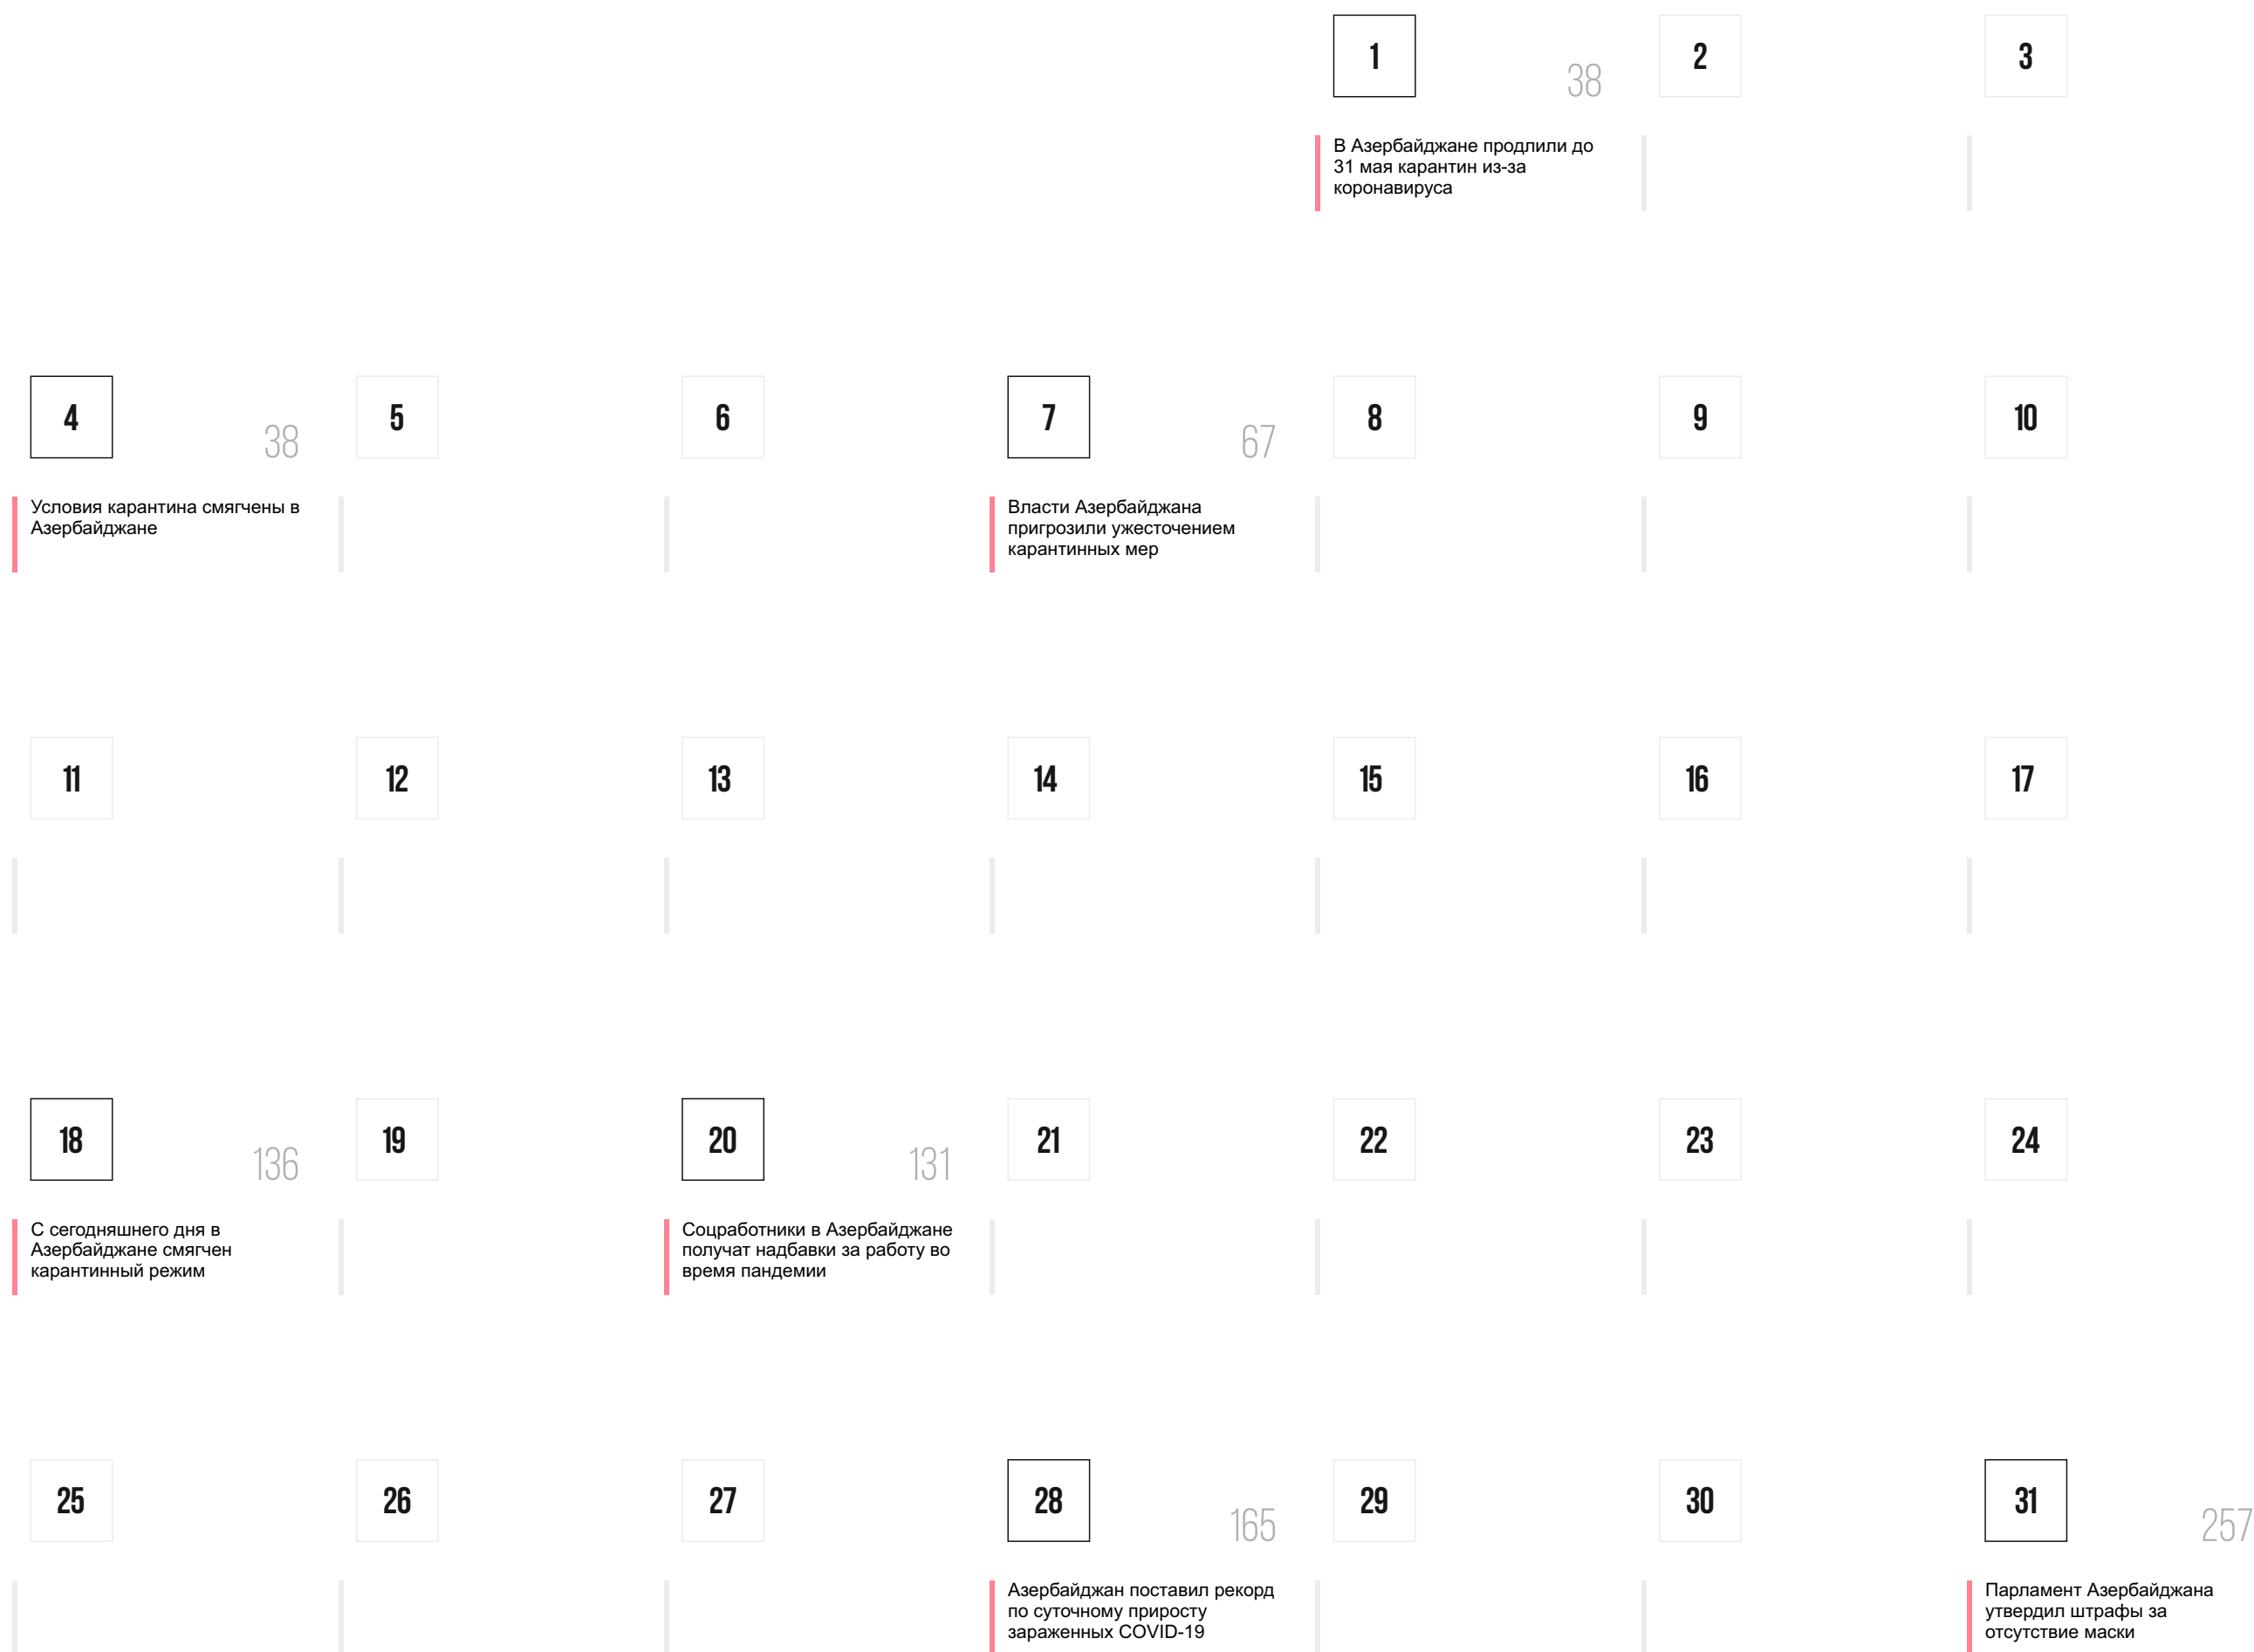 1
38
2
3
В Азербайджане продлили до
31 мая карантин из-за
коронавируса
4
38
5
6
7
67
8
9
10
Условия карантина смягчены в
Азербайджане
Власти Азербайджана
пригрозили ужесточением
карантинных мер
11
12
13
14
15
16
17
18
136
19
20
131
21
22
23
24
С сегодняшнего дня в
Азербайджане смягчен
карантинный режим
Соцработники в Азербайджане
получат надбавки за работу во
время пандемии
25
26
27
28
165
29
30
31
257
Азербайджан поставил рекорд
по суточному приросту
зараженных COVID-19
Парламент Азербайджана
утвердил штрафы за
отсутствие маски